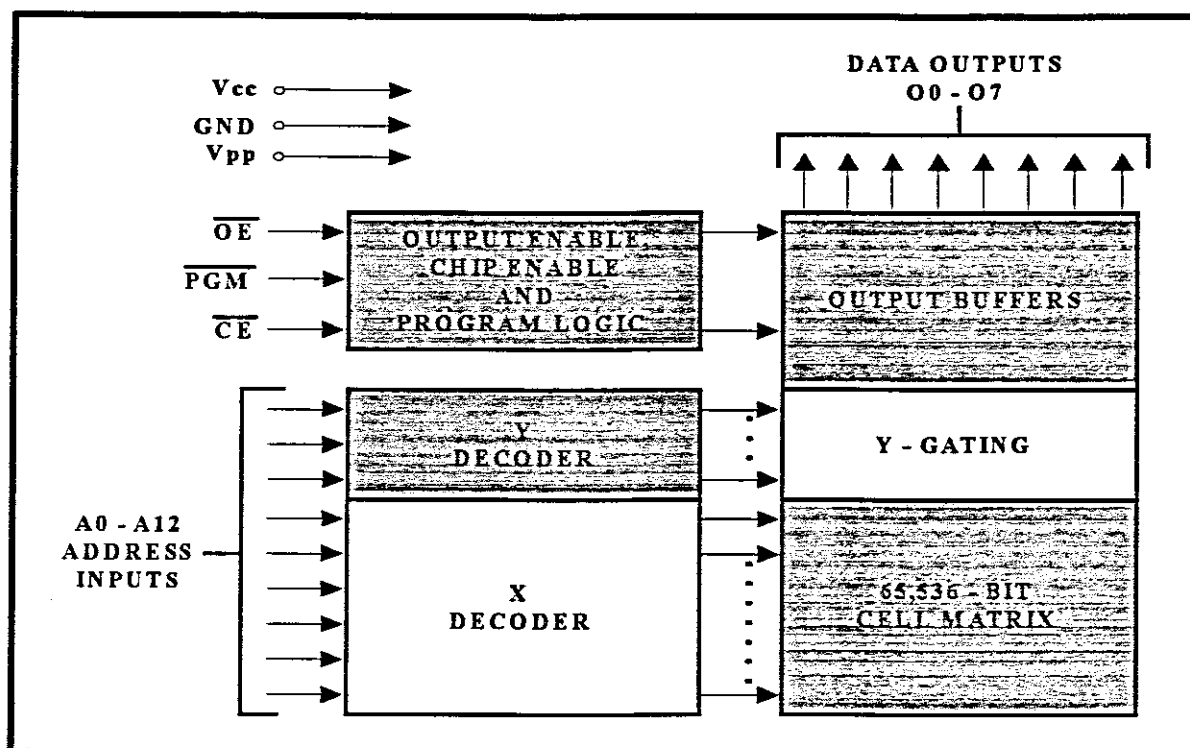 Vcc
GND
Vpp
DATA OUTPUTS
O0 - O7
OE
PGM
CE
OUTPUT ENABLE,
CHIP ENABLE
AND
PROGRAM LOGIC
OUTPUT BUFFERS
Y
DECODER
Y - GATING
A0 - A12
ADDRESS
INPUTS
X
DECODER
65,536 - BIT
CELL MATRIX